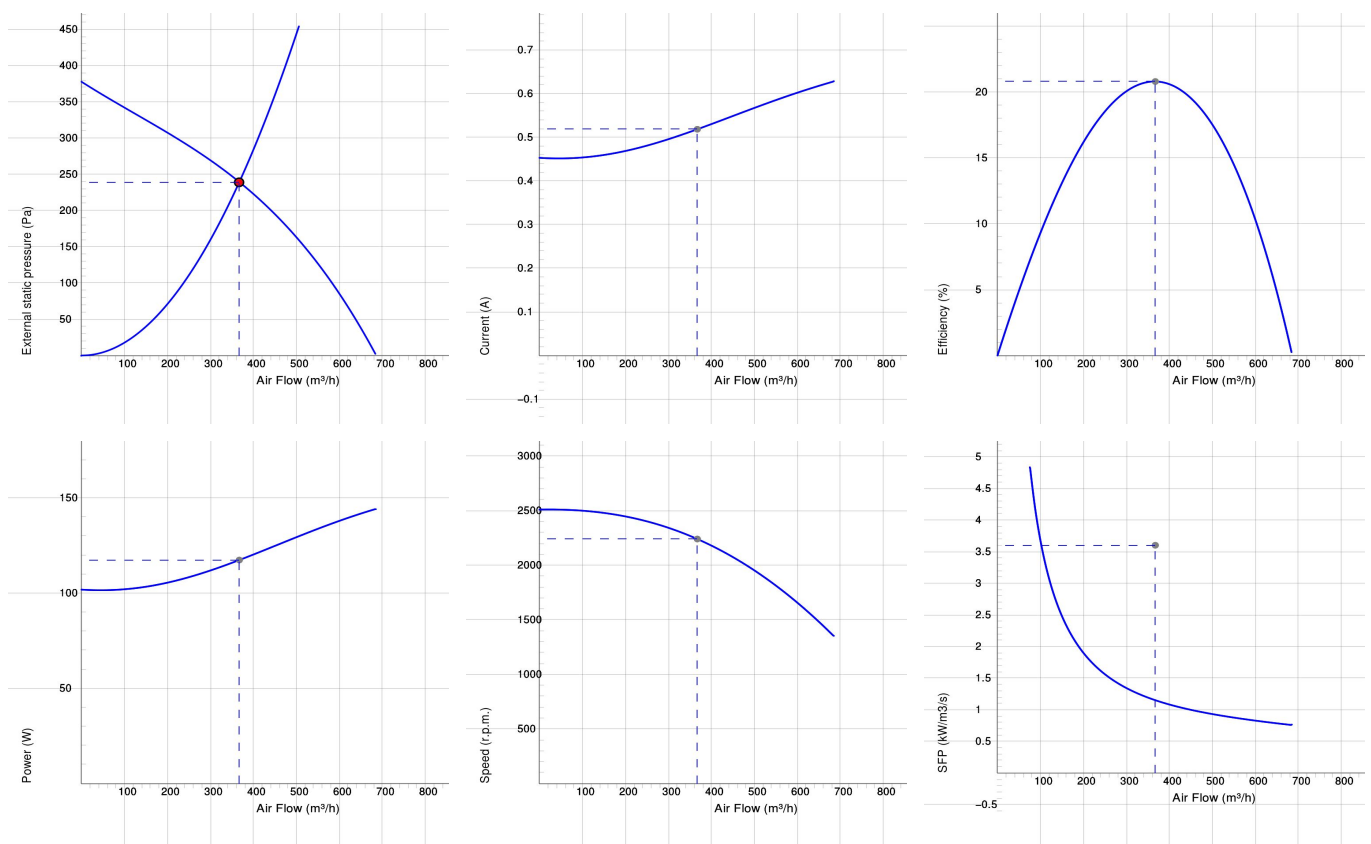 450
400
350
300
250
200
150
100
50
External static pressure (Pa)
100 200 300 400 500 600 700 800
Air Flow (m³/h)
0.7
0.6
0.5
0.4
0.3
0.2
0.1
−0.1
Current (A)
100 200 300 400 500 600 700 800
Air Flow (m³/h)
20
15
10
5
Efficiency (%)
100 200 300 400 500 600 700 800
Air Flow (m³/h)
150
100
50
Power (W)
100 200 300 400 500 600 700 800
Air Flow (m³/h)
3000
2500
2000
1500
1000
500
Speed (r.p.m.)
100 200 300 400 500 600 700 800
Air Flow (m³/h)
5
4.5
4
3.5
3
2.5
2
1.5
1
0.5
−0.5
SFP (kW/m3/s)
100 200 300 400 500 600 700 800
Air Flow (m³/h)